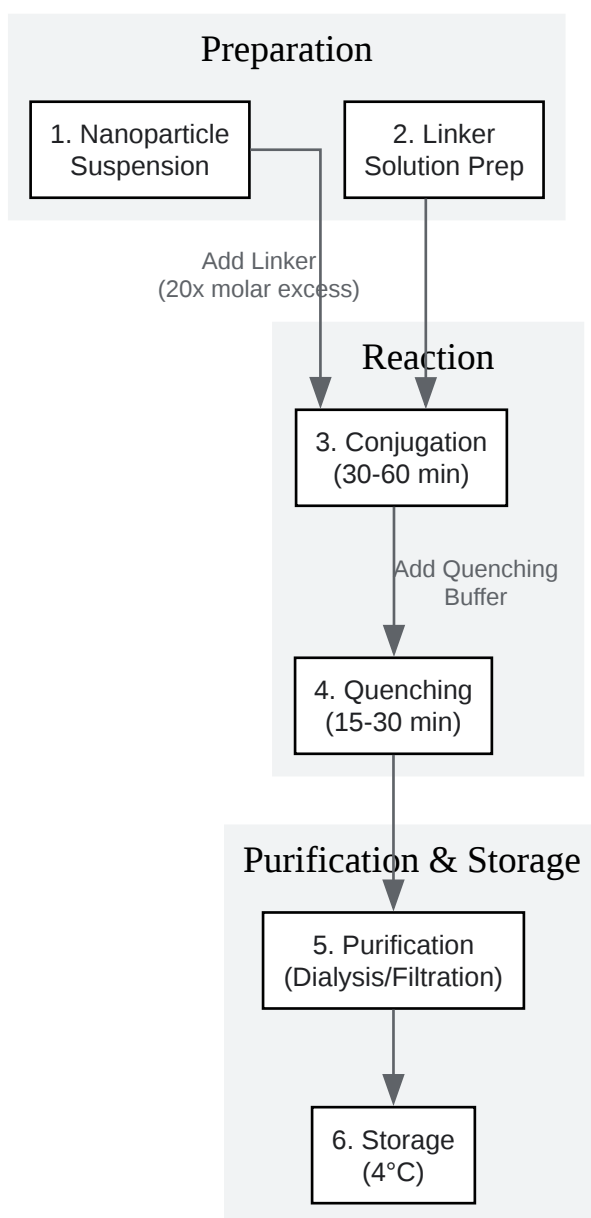 Preparation
1. Nanoparticle
Suspension
2. Linker
Solution Prep
Add Linker
(20x molar excess)
Reaction
3. Conjugation
(30-60 min)
Add Quenching
Buffer
4. Quenching
(15-30 min)
Purification & Storage
5. Purification
(Dialysis/Filtration)
6. Storage
(4°C)